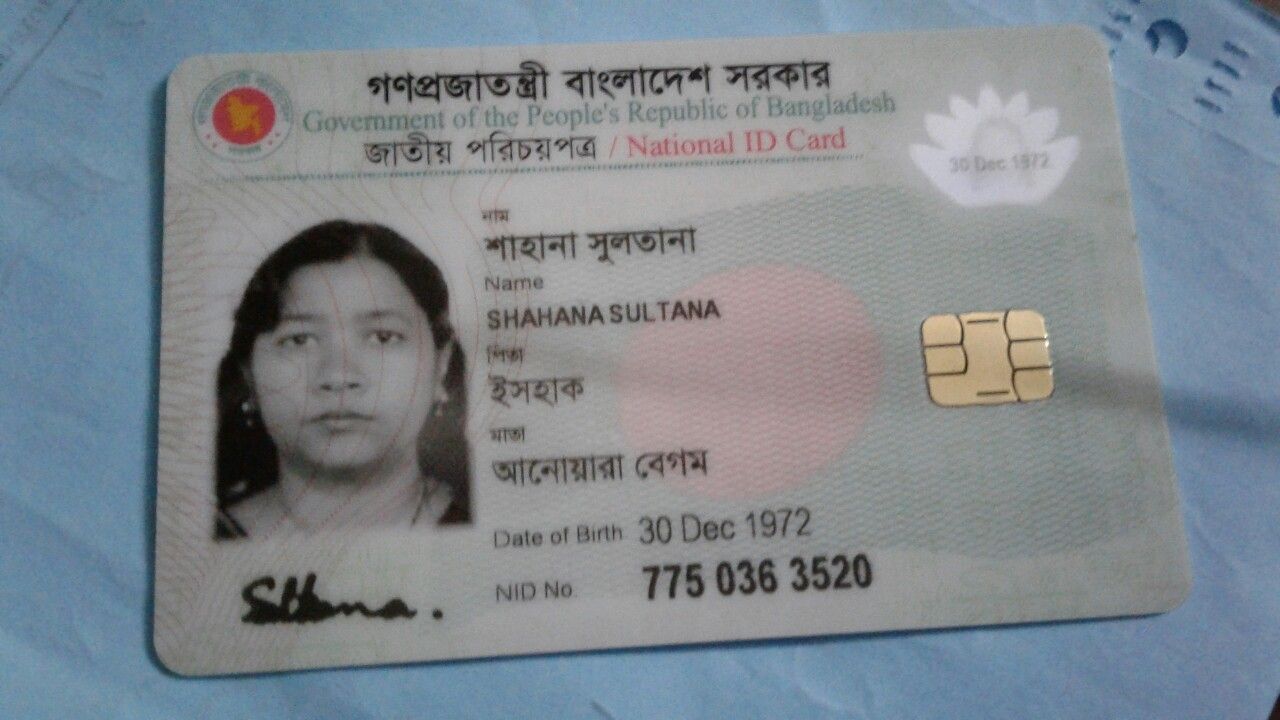 গণপ্রজাতন্ত্রী বাংলাদেশ সরকার
Government of the People's Republic of Bangladesh
জাতীয় পরিচয়পত্র / National ID Card
30 Dec 1972
নাম
শাহানা সুলতানা
Name
SHAHANA SULTANA
পিতা
ইসহাক
মাতা
আনোয়ারা বেগম
Date of Birth 30 Dec 1972
NID No. 775 036 3520